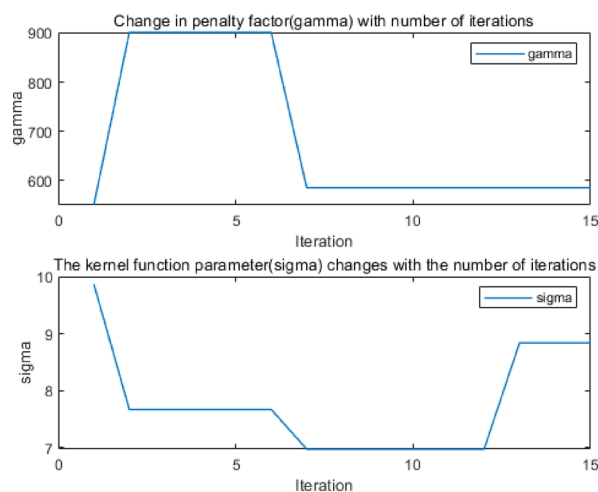 Change in penalty factor(gamma) with number of iterations
900
800
700
600
gamma
gamma
0
5
10
15
Iteration
The kernel function parameter(sigma) changes with the number of iterations
10
9
8
7
sigma
sigma
0
5
10
15
Iteration